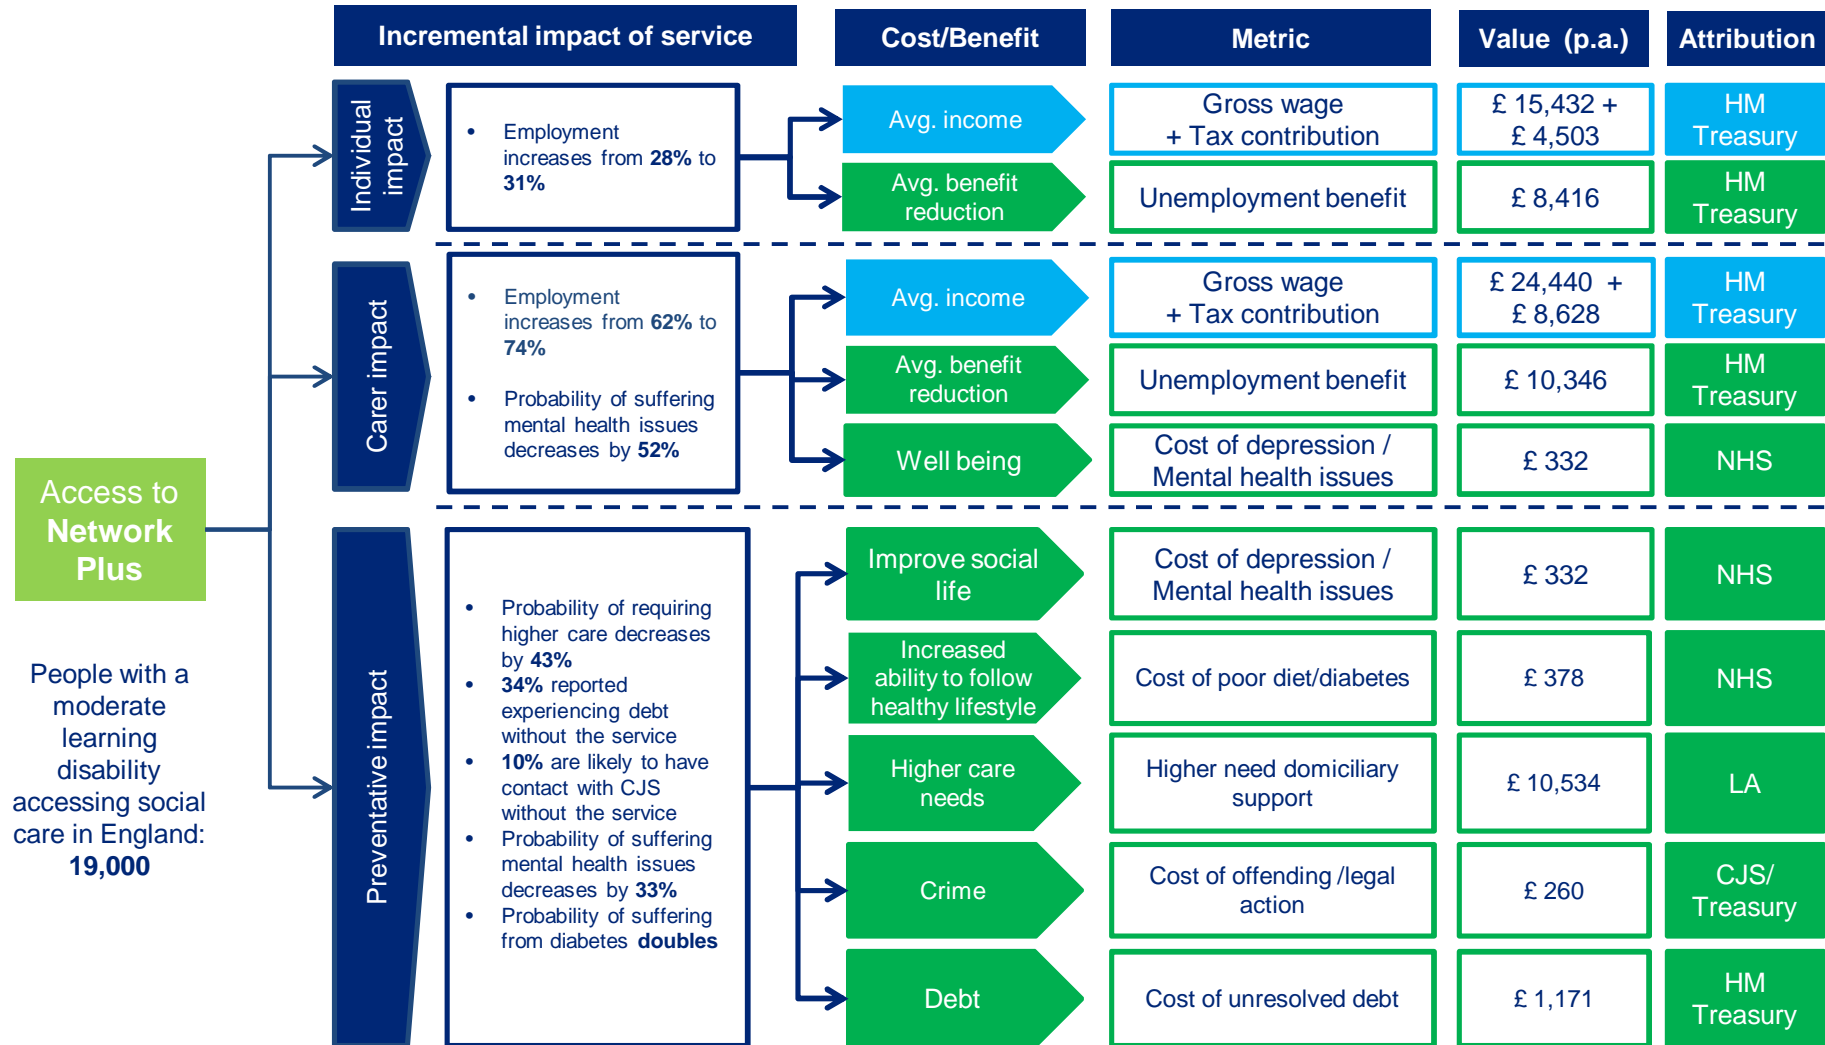 Incremental impact of service
Cost/Benefit
Metric
Value (p.a.)
Attribution
Access to
Network
Plus
People with a
moderate
learning
disability
accessing social
care in England:
19,000
Individual
impact
• Employment
increases from 28% to
31%
Avg. income
Gross wage
+ Tax contribution
£ 15,432 +
£ 4,503
HM
Treasury
Avg. benefit
reduction
Unemployment benefit
£ 8,416
HM
Treasury
Carer impact
• Employment
increases from 62% to
74%
• Probability of suffering
mental health issues
decreases by 52%
Avg. income
Gross wage
+ Tax contribution
£ 24,440 +
£ 8,628
HM
Treasury
Avg. benefit
reduction
Unemployment benefit
£ 10,346
HM
Treasury
Well being
Cost of depression /
Mental health issues
£ 332
NHS
Preventative impact
• Probability of requiring
higher care decreases
by 43%
• 34% reported
experiencing debt
without the service
• 10% are likely to have
contact with CJS
without the service
• Probability of suffering
mental health issues
decreases by 33%
• Probability of suffering
from diabetes doubles
Improve social
life
Cost of depression /
Mental health issues
£ 332
NHS
Increased
ability to follow
healthy lifestyle
Cost of poor diet/diabetes
£ 378
NHS
Higher care
needs
Higher need domiciliary
support
£ 10,534
LA
Crime
Cost of offending /legal
action
£ 260
CJS/
Treasury
Debt
Cost of unresolved debt
£ 1,171
HM
Treasury